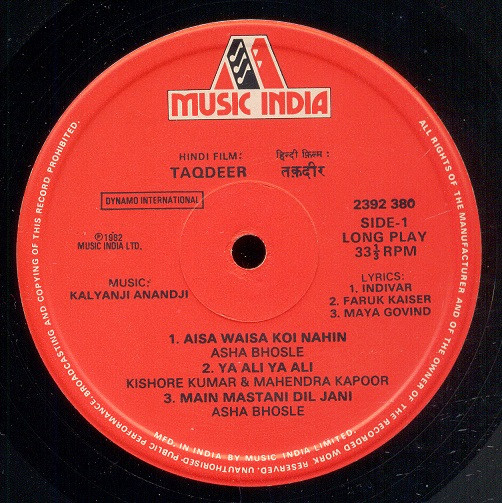 MUSIC INDIA
HINDI FILM: हिन्दी फ़िल्म :
TAQDEER तक़दीर
DYNAMO INTERNATIONAL
2392 380
SIDE-1
LONG PLAY
33⅓ RPM
℗1982
MUSIC INDIA LTD.
MUSIC:
KALYANJI ANANDJI
LYRICS:
1. INDIVAR
2. FARUK KAISER
3. MAYA GOVIND
1. AISA WAISA KOI NAHIN
ASHA BHOSLE
2. YA ALI YA ALI
KISHORE KUMAR & MAHENDRA KAPOOR
3. MAIN MASTANI DIL JANI
ASHA BHOSLE
MFD. IN INDIA BY MUSIC INDIA LIMITED.
ALL RIGHTS OF THE MANUFACTURER AND OF THE OWNER OF THE RECORDED WORK RESERVED. UNAUTHORISED PUBLIC PERFORMANCE BROADCASTING AND COPYING OF THIS RECORD PROHIBITED.